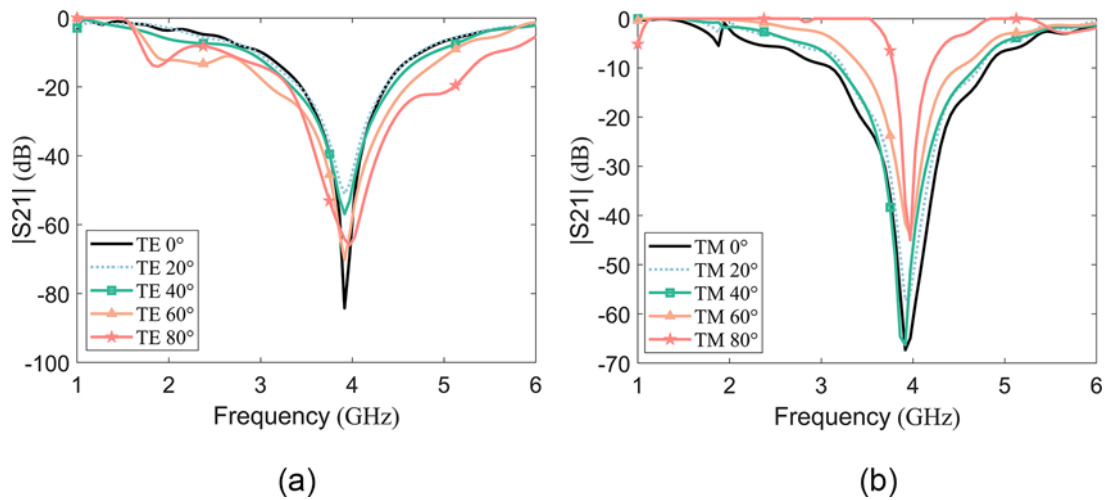 |S21| (dB)
0
-20
-40
-60
-80
-100
TE 0°
TE 20°
TE 40°
TE 60°
TE 80°
1 2 3 4 5 6
Frequency (GHz)
(a)
|S21| (dB)
0
-10
-20
-30
-40
-50
-60
-70
TM 0°
TM 20°
TM 40°
TM 60°
TM 80°
1 2 3 4 5 6
Frequency (GHz)
(b)